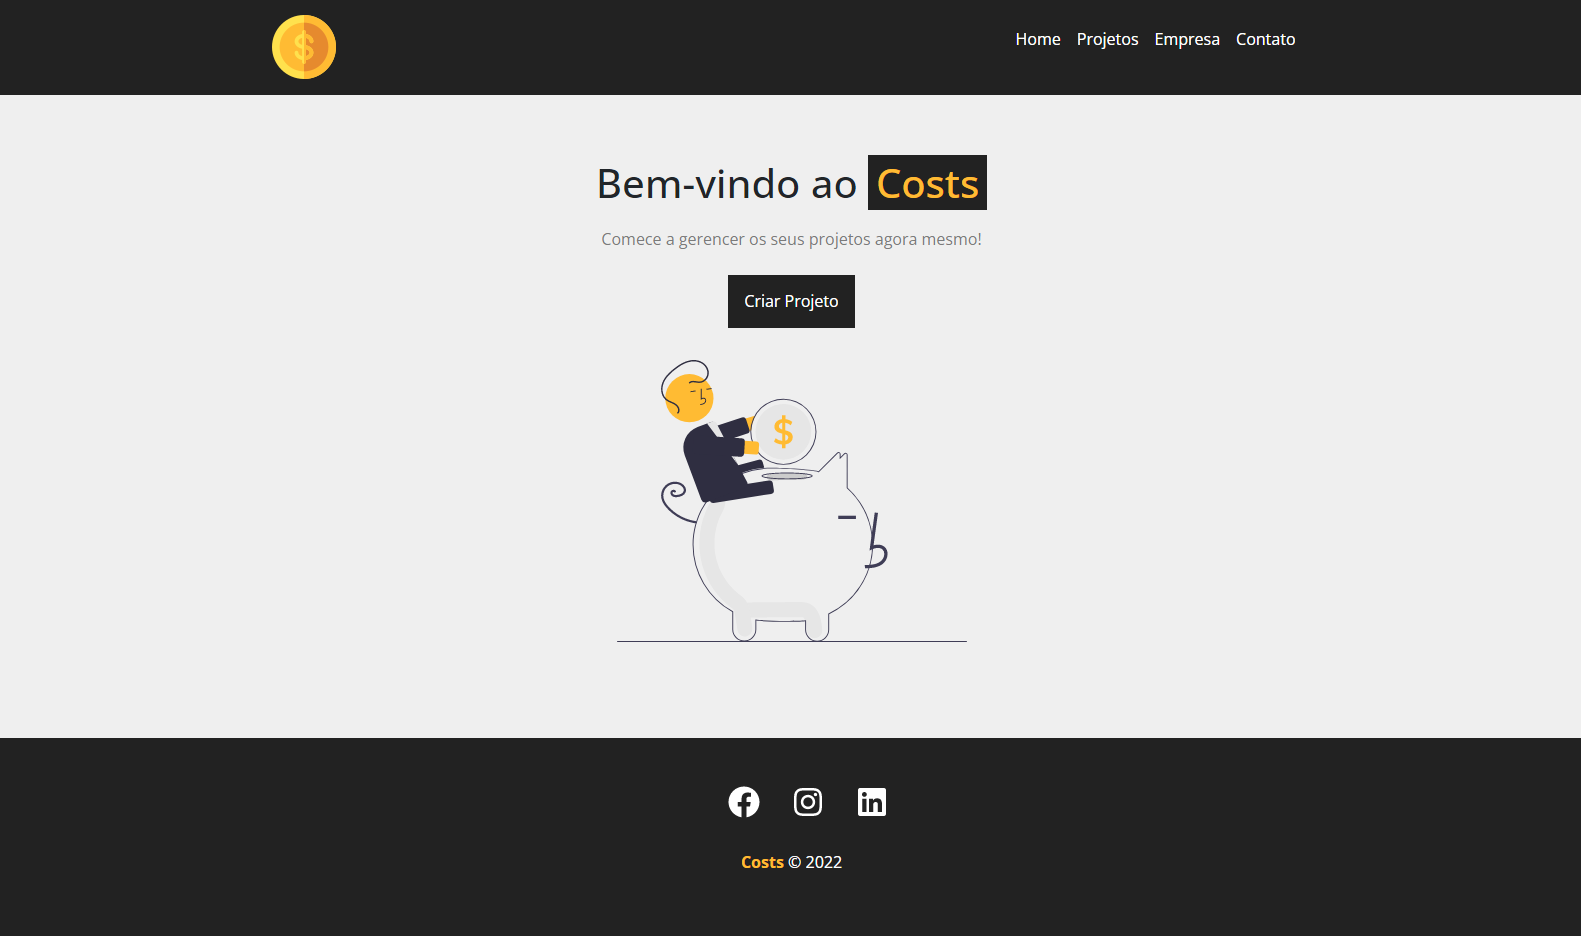 $
Home Projetos Empresa Contato
Bem-vindo ao Costs
Comece a gerencer os seus projetos agora mesmo!
Criar Projeto
$
Costs © 2022